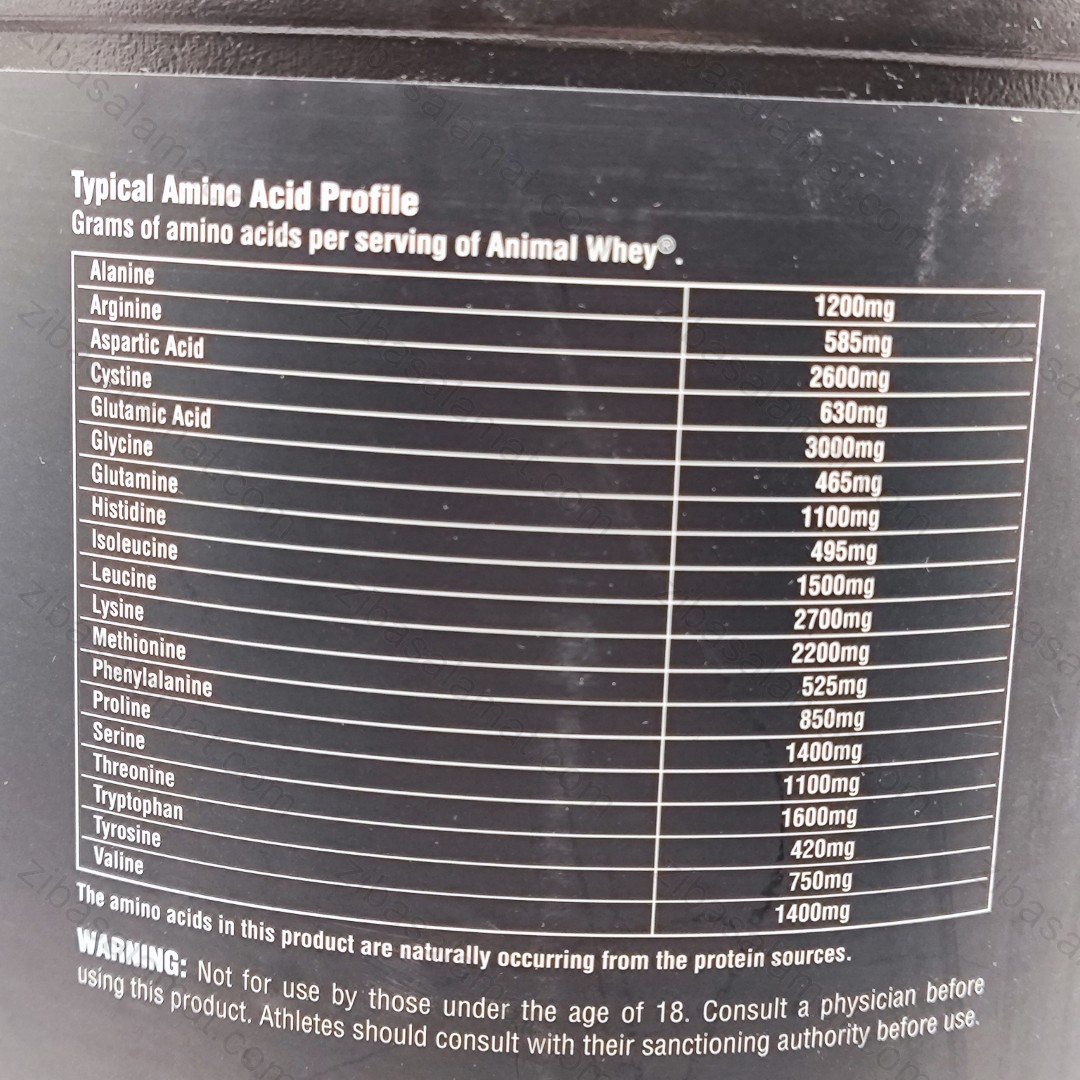 Typical Amino Acid Profile
Grams of amino acids per serving of Animal Whey®.
Alanine 1200mg
Arginine 585mg
Aspartic Acid 2600mg
Cystine 630mg
Glutamic Acid 3000mg
Glycine 465mg
Glutamine 1100mg
Histidine 495mg
Isoleucine 1500mg
Leucine 2700mg
Lysine 2200mg
Methionine 525mg
Phenylalanine 850mg
Proline 1400mg
Serine 1100mg
Threonine 1600mg
Tryptophan 420mg
Tyrosine 750mg
Valine 1400mg
The amino acids in this product are naturally occurring from the protein sources.
WARNING: Not for use by those under the age of 18. Consult a physician before
using this product. Athletes should consult with their sanctioning authority before use.
zibasalamat.com